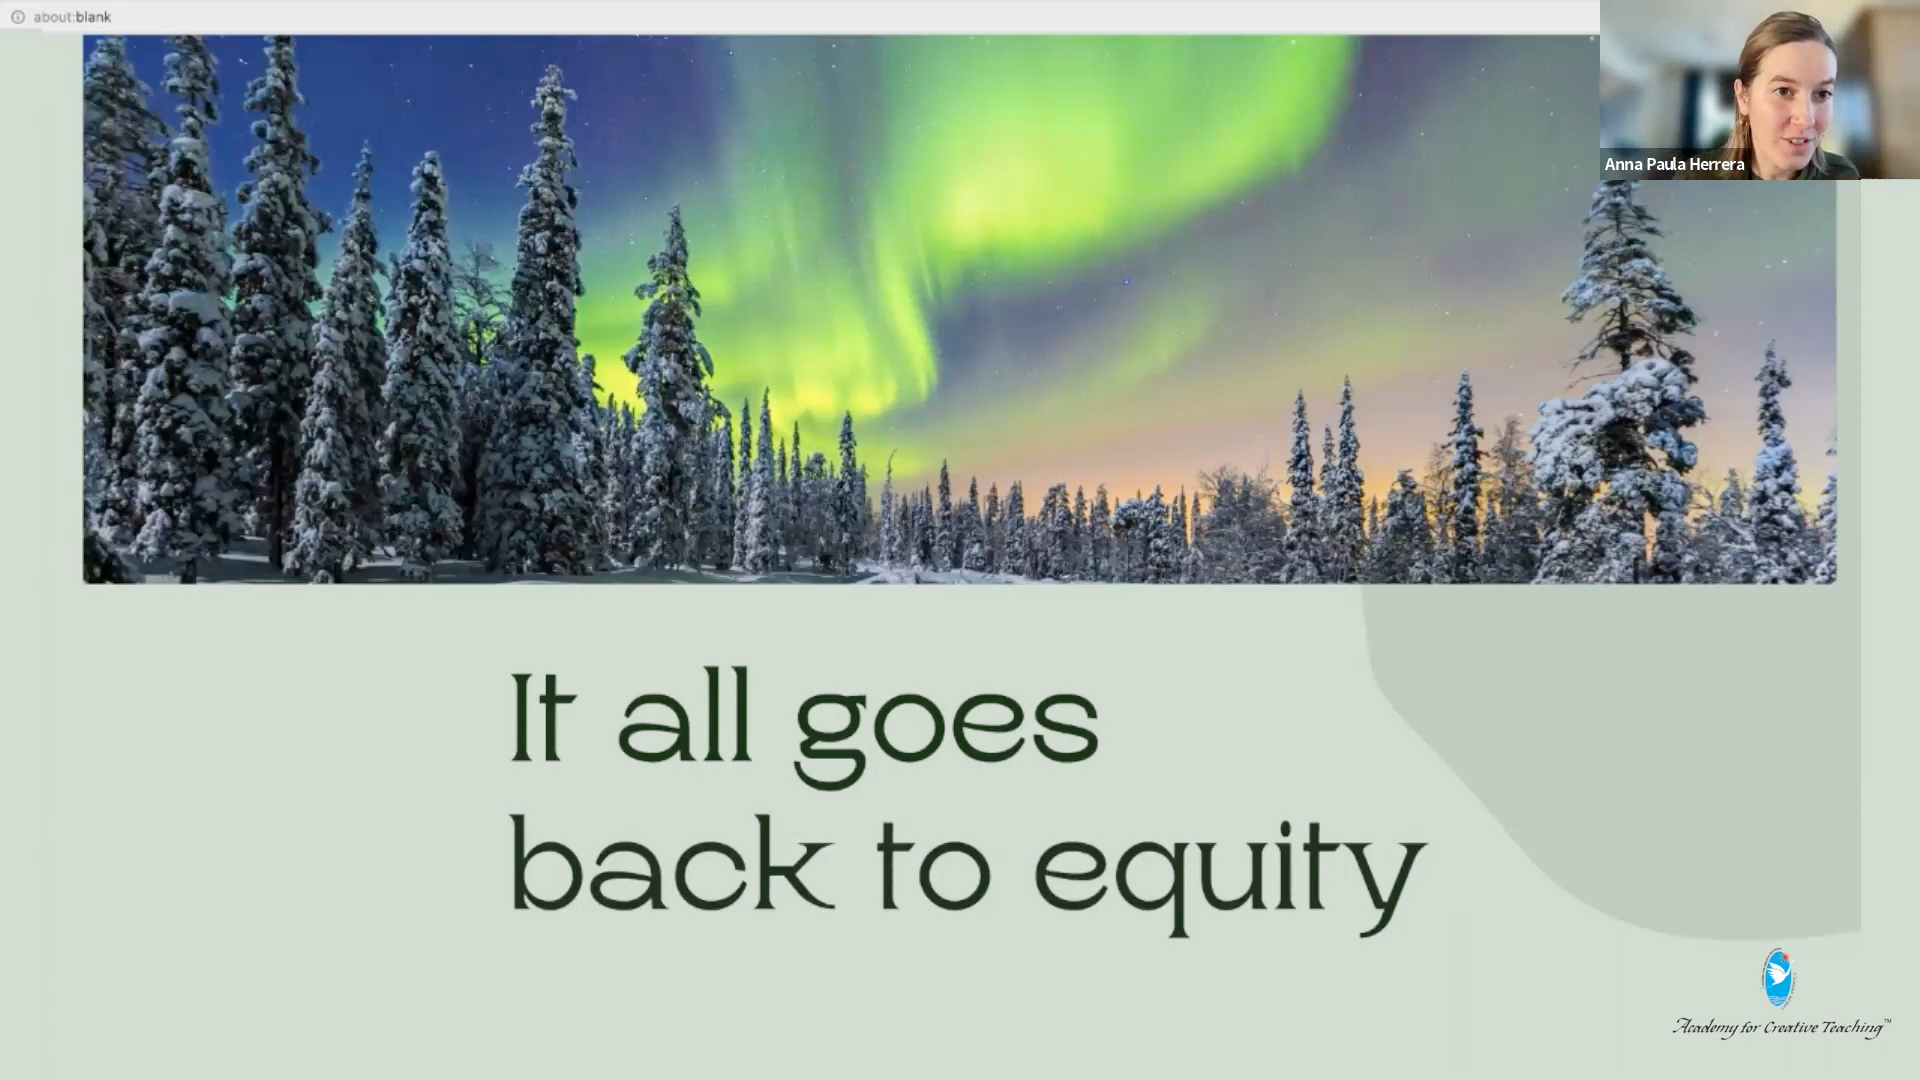 about:blank
Anna Paula Herrera
It all goes
back to equity
Academy for Creative Teaching™